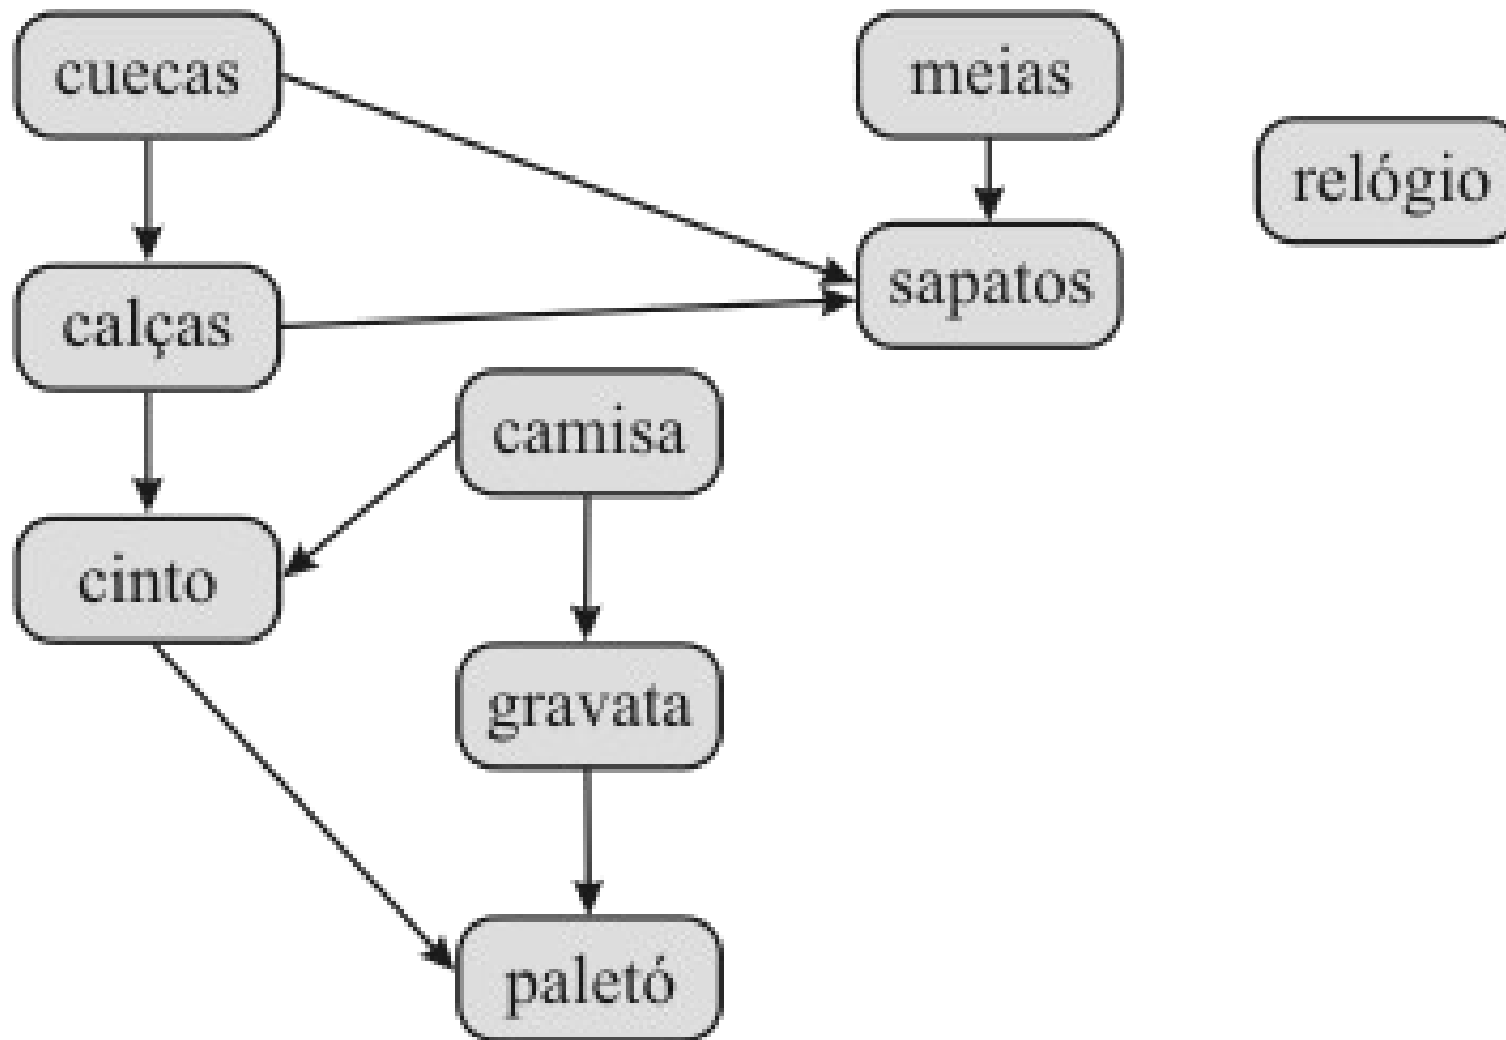 cuecas
meias
relógio
sapatos
calças
camisa
cinto
gravata
paletó